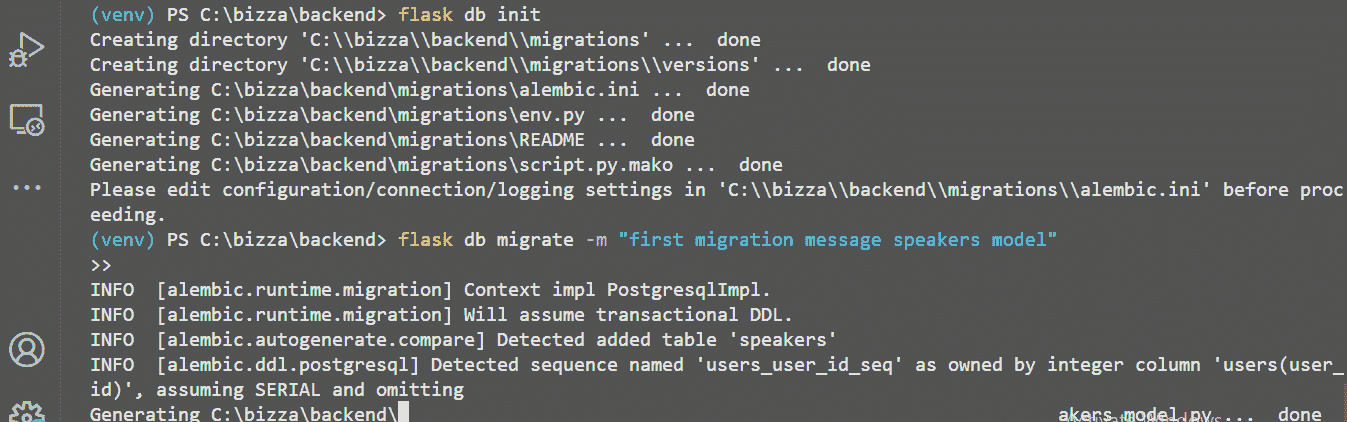 (venv) PS C:\bizza\backend> flask db init
Creating directory 'C:\\bizza\\backend\\migrations' ...  done
Creating directory 'C:\\bizza\\backend\\migrations\\versions' ...  done
Generating C:\bizza\backend\migrations\alembic.ini ...  done
Generating C:\bizza\backend\migrations\env.py ...  done
Generating C:\bizza\backend\migrations\README ...  done
Generating C:\bizza\backend\migrations\script.py.mako ...  done
Please edit configuration/connection/logging settings in 'C:\\bizza\\backend\\migrations\\alembic.ini' before proc
eeding.
(venv) PS C:\bizza\backend> flask db migrate -m "first migration message speakers model"
>>
INFO  [alembic.runtime.migration] Context impl PostgresqlImpl.
INFO  [alembic.runtime.migration] Will assume transactional DDL.
INFO  [alembic.autogenerate.compare] Detected added table 'speakers'
INFO  [alembic.ddl.postgresql] Detected sequence named 'users_user_id_seq' as owned by integer column 'users(user_
id)', assuming SERIAL and omitting
Generating C:\bizza\backend\ akers_model.py ...  done